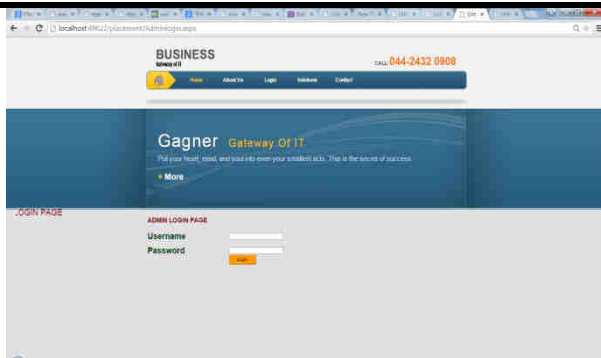 localhost:49622/placement/Adminlogin.aspx
BUSINESS
Gateway of IT
CALL: 044-2432 0908
Home About Us Login Solutions Contact
Gagner Gateway Of IT
Put your heart, mind, and soul into even your smallest acts. This is the secret of success.
More
LOGIN PAGE
ADMIN LOGIN PAGE
Username
Password
Login